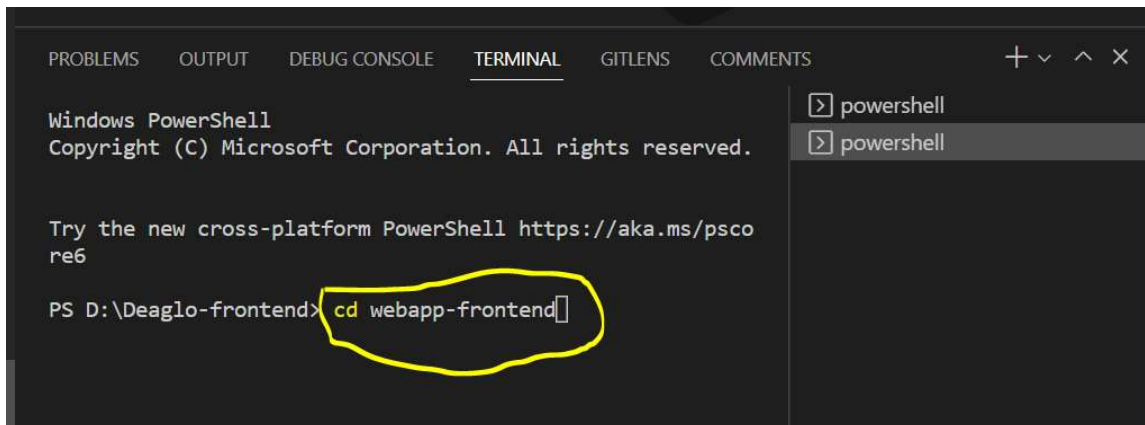 PROBLEMS OUTPUT DEBUG CONSOLE TERMINAL GITLENS COMMENTS
Windows PowerShell
Copyright (C) Microsoft Corporation. All rights reserved.
Try the new cross-platform PowerShell https://aka.ms/psco
re6
PS D:\Deaglo-frontend> cd webapp-frontend
powershell
powershell